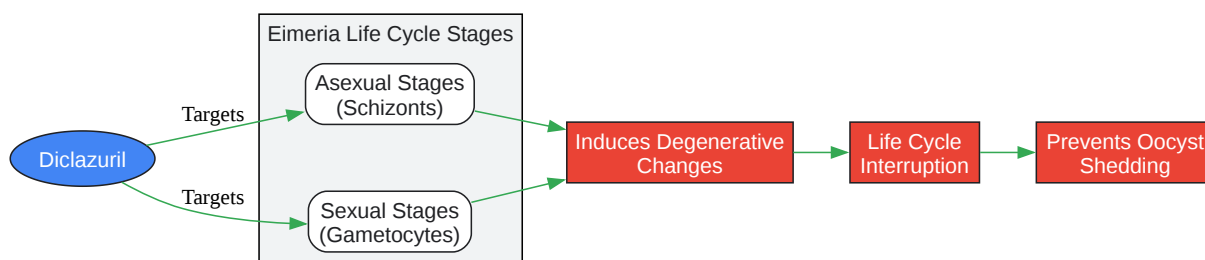 Eimeria Life Cycle Stages
Asexual Stages
(Schizonts)
Targets
Diclazuril
Targets
Sexual Stages
(Gametocytes)
Induces Degenerative
Changes
Life Cycle
Interruption
Prevents Oocyst
Shedding